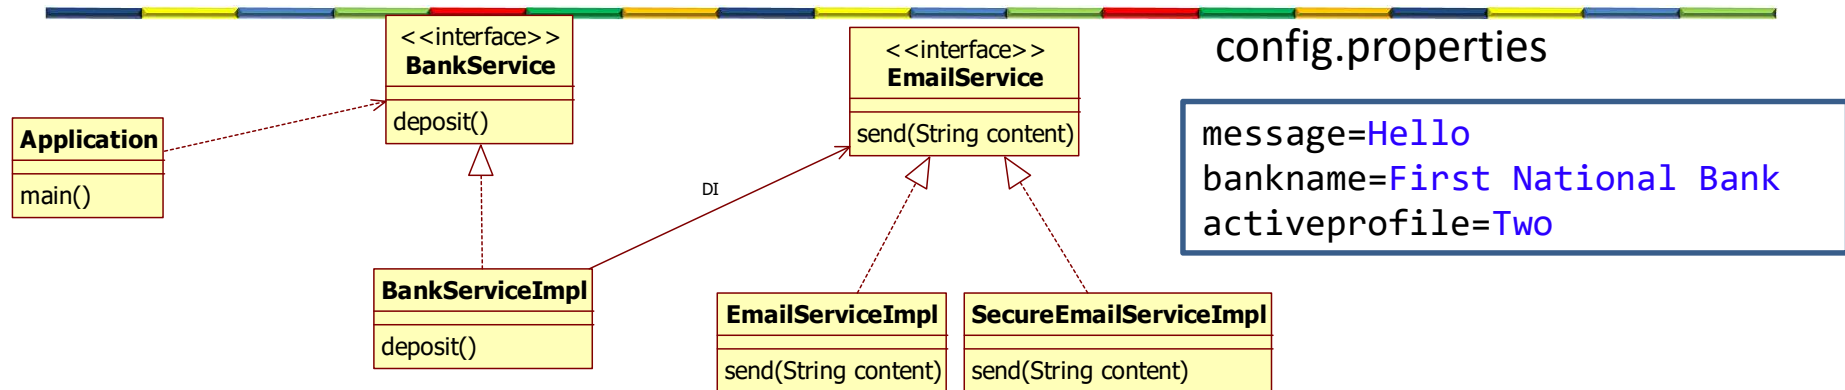 <<interface>>
BankService
deposit()
<<interface>>
EmailService
send(String content)
config.properties
message=Hello
bankname=First National Bank
activeprofile=Two
Application
main()
DI
BankServiceImpl
deposit()
EmailServiceImpl
send(String content)
SecureEmailServiceImpl
send(String content)